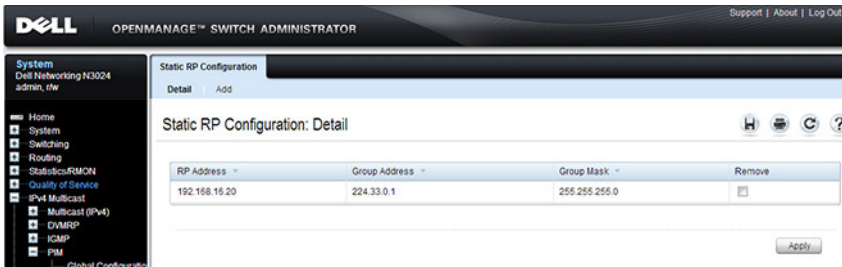 Support | About | Log Out
DELL OPENMANAGE™ SWITCH ADMINISTRATOR
System
Dell Networking N3024
admin, r/w
Home
System
Switching
Routing
Statistics/RMON
Quality of Service
IPv4 Multicast
Multicast (IPv4)
DVMRP
IGMP
PIM
Global Configuratio
Static RP Configuration
Detail Add
Static RP Configuration: Detail
RP Address Group Address Group Mask Remove
192.168.16.20 224.33.0.1 255.255.255.0
Apply